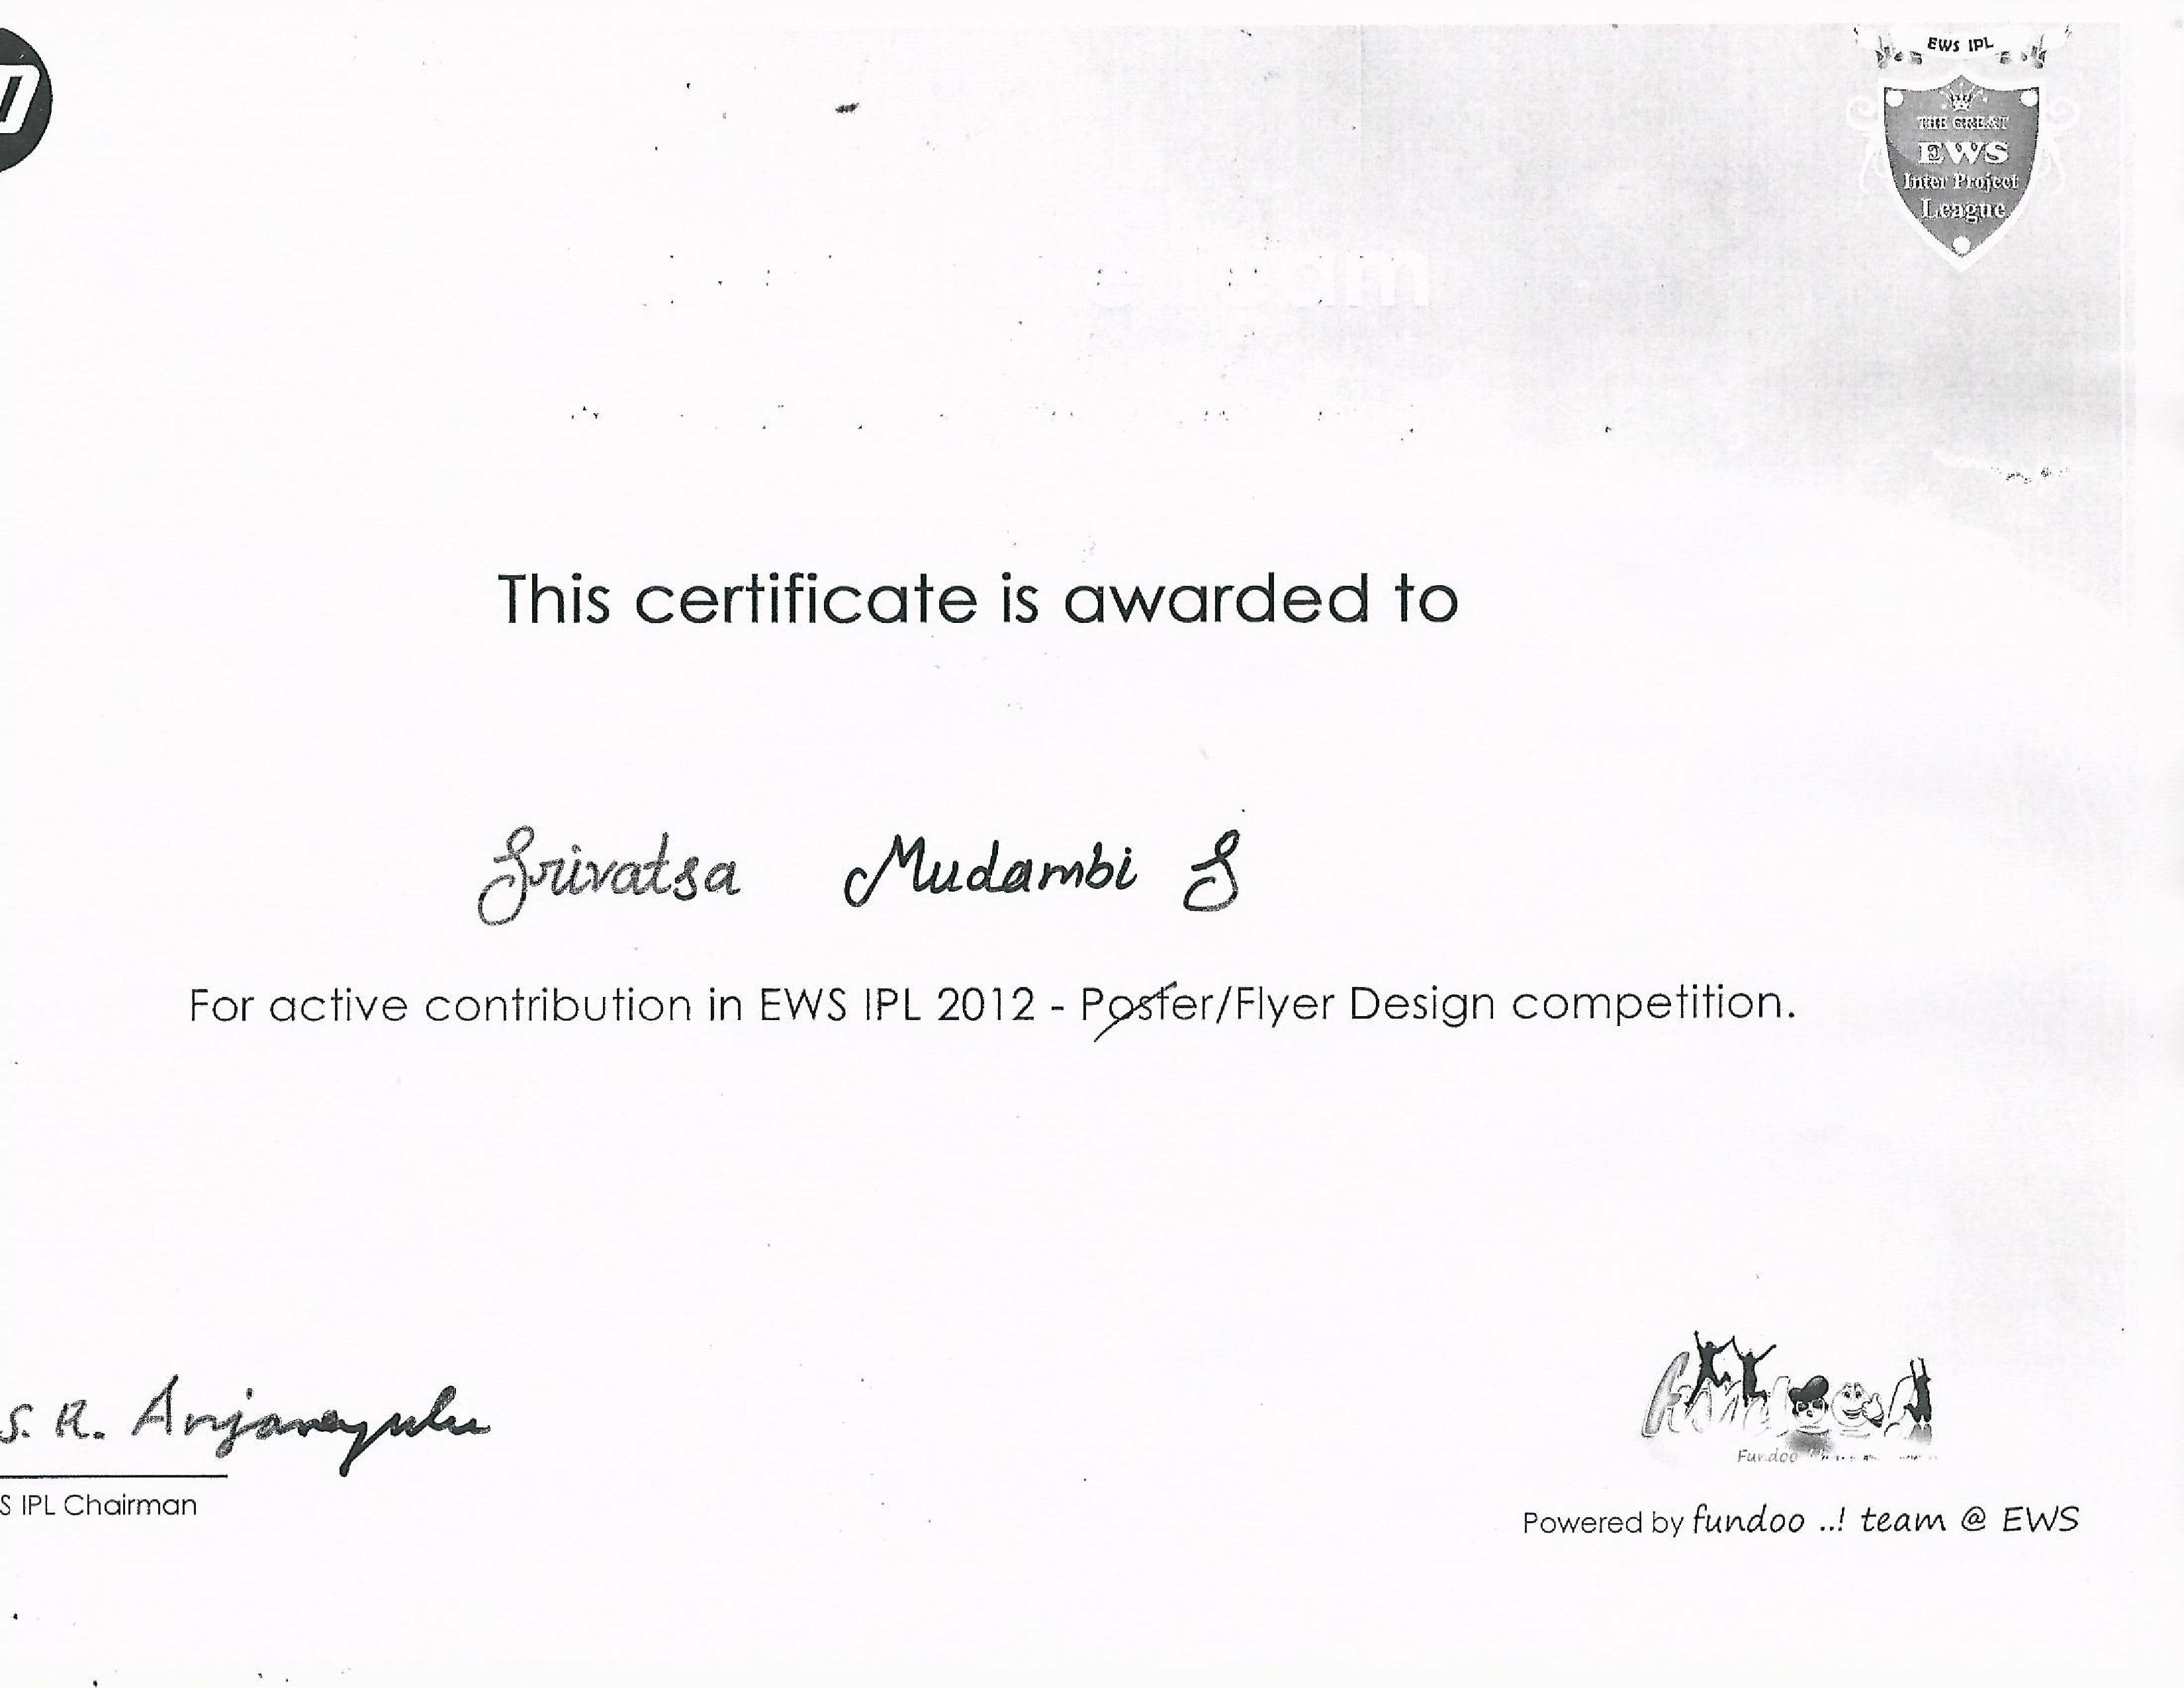 EWS IPL
THE GREAT
EWS
Inter Project
League
This certificate is awarded to
Srivatsa Mudambi S
For active contribution in EWS IPL 2012 - Poster/Flyer Design competition.
S. R. Anjaneyulu
S IPL Chairman
Fundoo
Powered by fundoo ..! team @ EWS